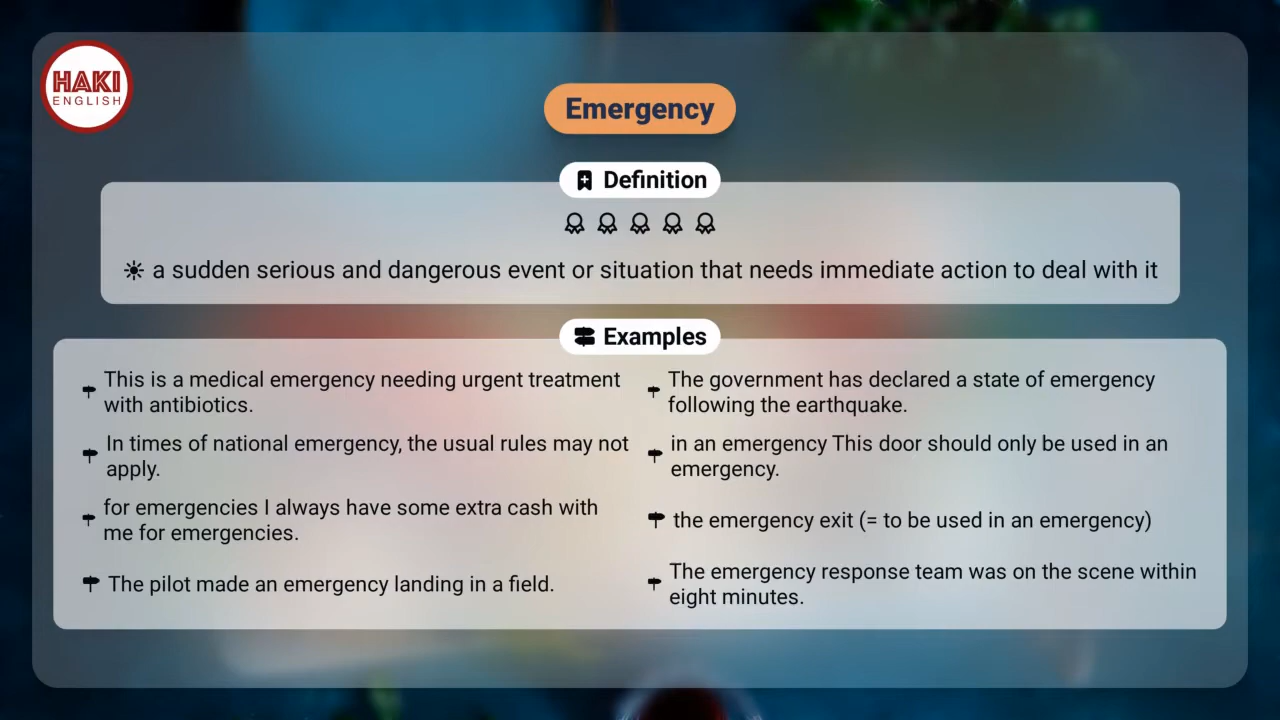 HAKI
ENGLISH
Emergency
Definition
a sudden serious and dangerous event or situation that needs immediate action to deal with it
Examples
This is a medical emergency needing urgent treatment
with antibiotics.
In times of national emergency, the usual rules may not
apply.
for emergencies I always have some extra cash with
me for emergencies.
The pilot made an emergency landing in a field.
The government has declared a state of emergency
following the earthquake.
in an emergency This door should only be used in an
emergency.
the emergency exit (= to be used in an emergency)
The emergency response team was on the scene within
eight minutes.